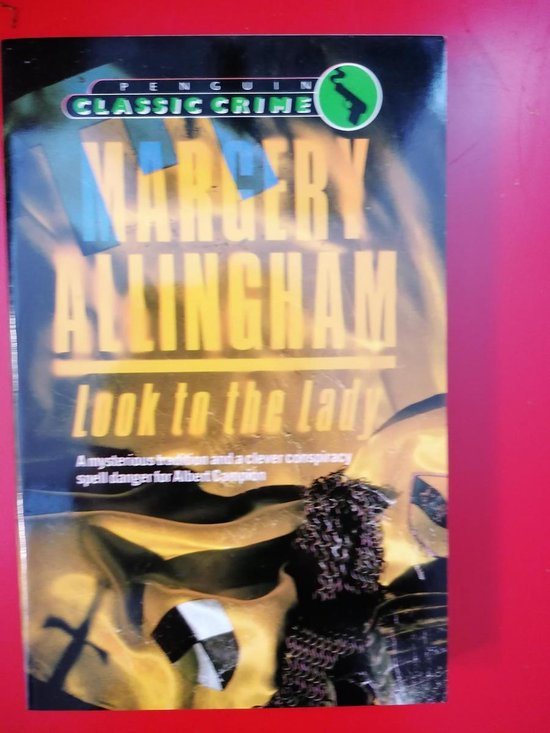 PENGUIN
CLASSIC CRIME
MARGERY
ALLINGHAM
Look to the Lady
A mysterious tradition and a clever conspiracy
spell danger for Albert Campion